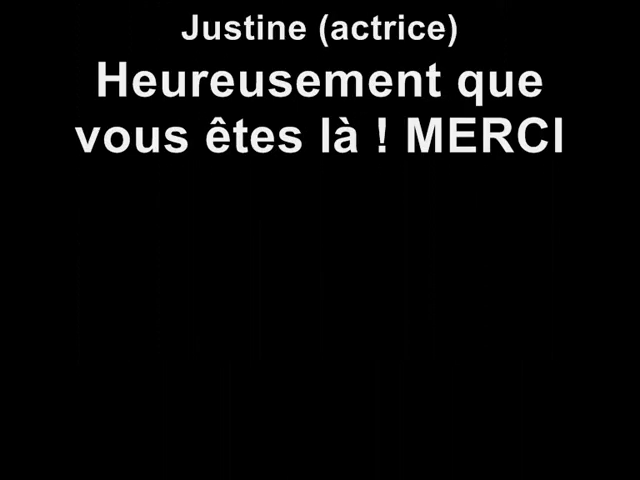 Justine (actrice)
Heureusement que
vous êtes là ! MERCI